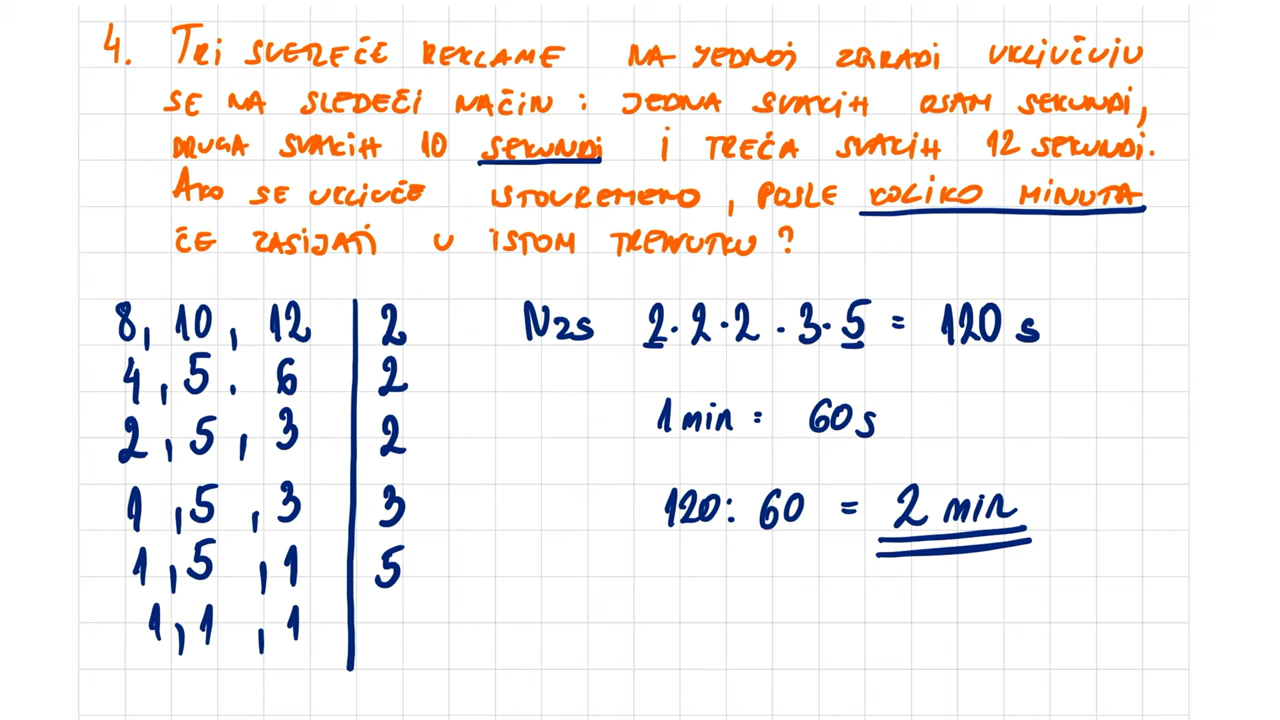 4. TRI SVETLEĆE REKLAME NA JEDNOJ ZGRADI UKLJUČUJU
SE NA SLEDEĆI NAČIN: JEDNA SVAKIH OSAM SEKUNDI,
DRUGA SVAKIH 10 SEKUNDI I TREĆA SVAKIH 12 SEKUNDI.
AKO SE UKLJUČE ISTOVREMENO, POSLE KOLIKO MINUTA
ĆE ZASIJATI U ISTOM TRENUTKU?
8, 10, 12 | 2
4, 5. 6 | 2
2, 5, 3 | 2
1, 5, 3 | 3
1, 5, 1 | 5
1, 1, 1 |
NZS 2·2·2·3·5 = 120 s
1 min = 60 s
120 : 60 = 2 min